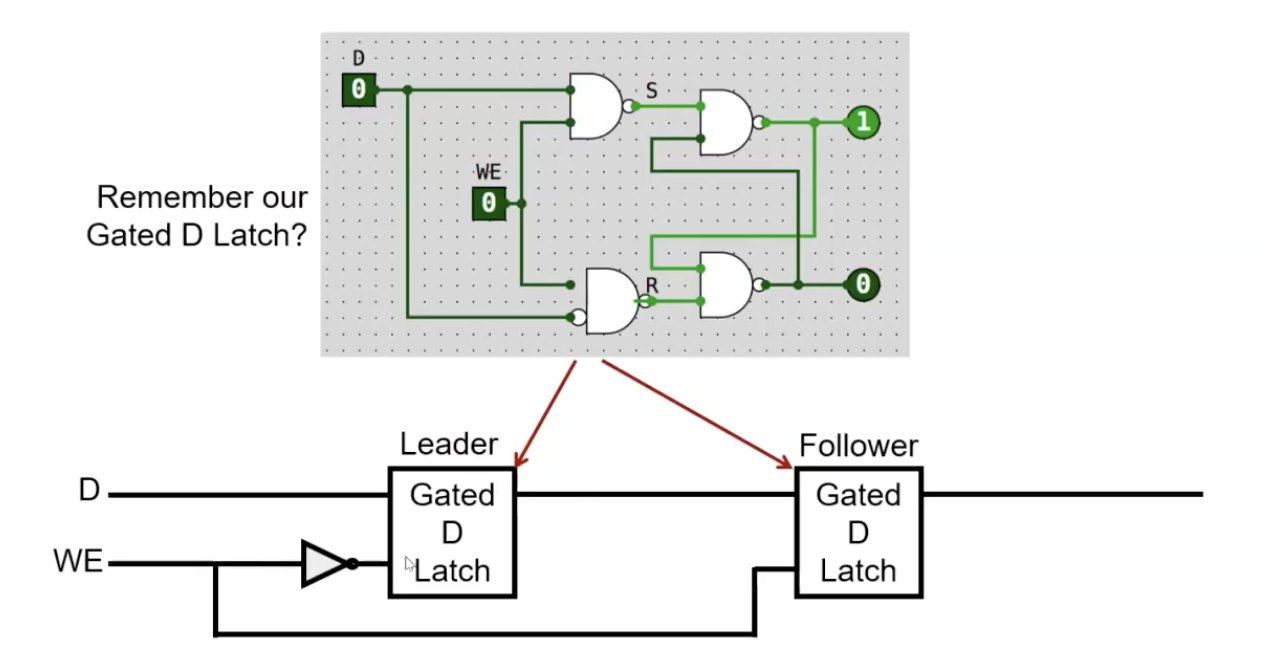 D
0
S
1
WE
0
Remember our
Gated D Latch?
R
0
Leader
Follower
D
Gated
D
Latch
Gated
D
Latch
WE